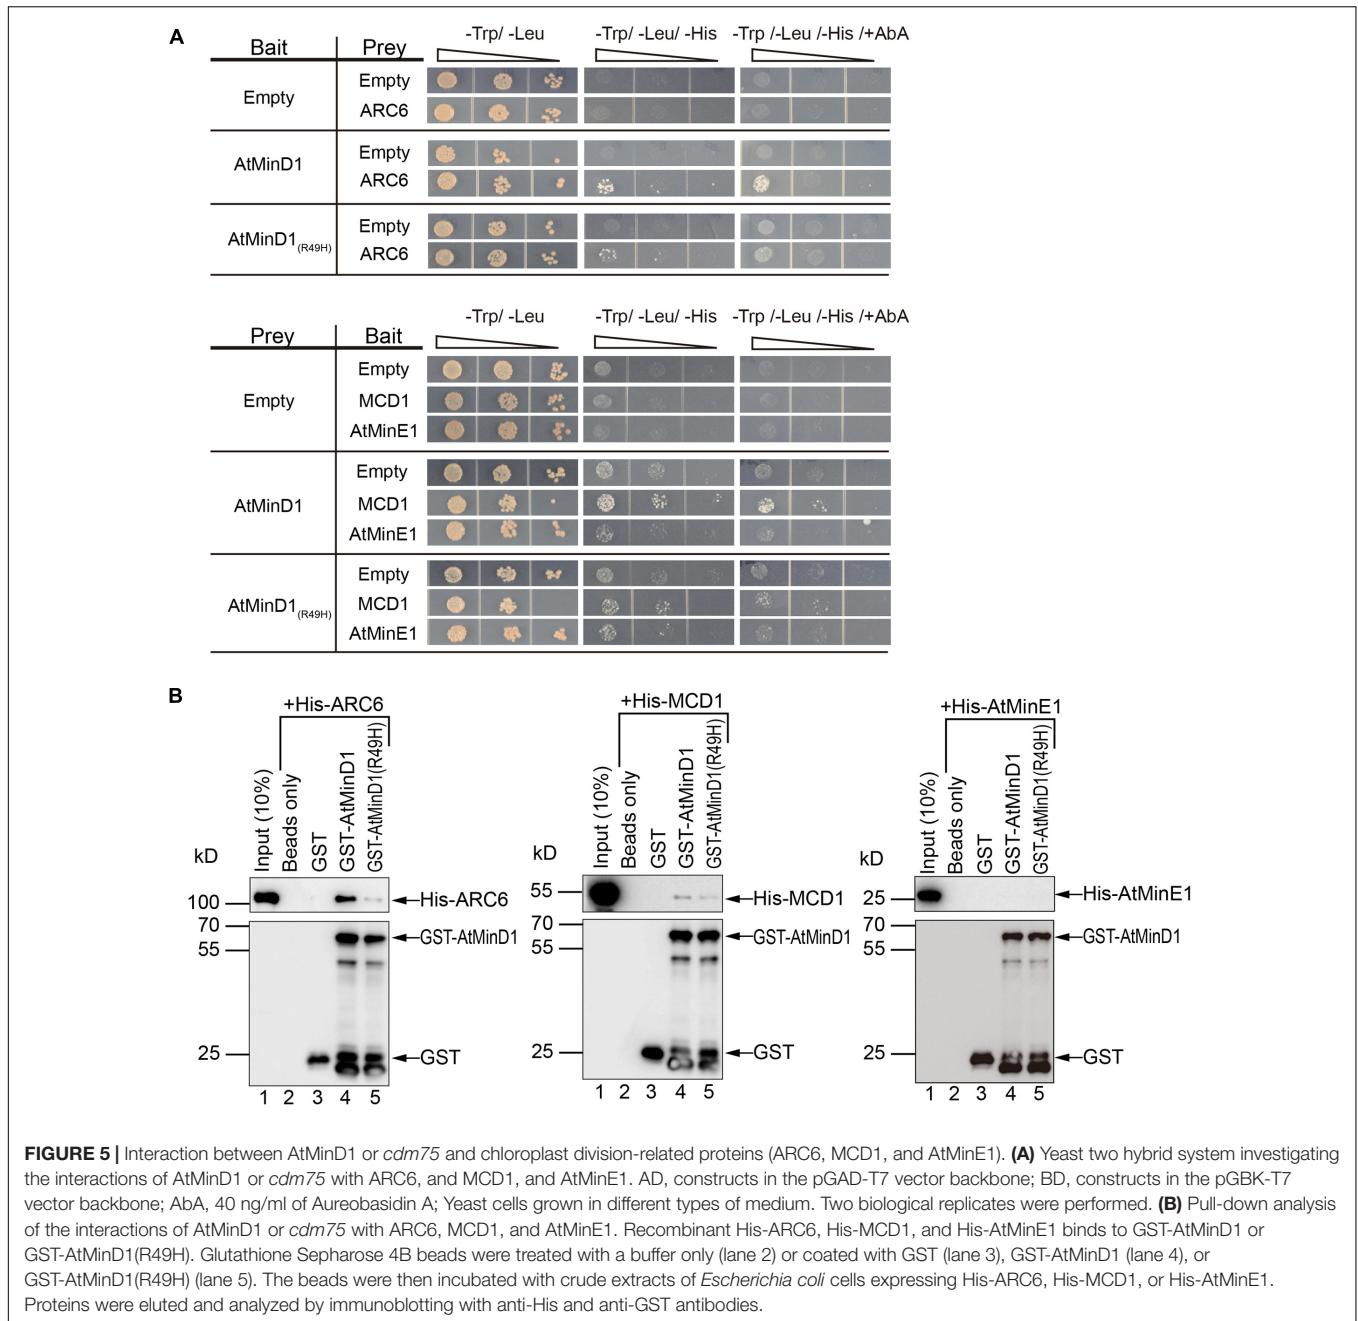 A
Bait Prey -Trp/ -Leu -Trp/ -Leu/ -His -Trp /-Leu /-His /+AbA
Empty Empty
ARC6
AtMinD1 Empty
ARC6
AtMinD1(R49H) Empty
ARC6
Prey Bait -Trp/ -Leu -Trp/ -Leu/ -His -Trp /-Leu /-His /+AbA
Empty Empty
MCD1
AtMinE1
AtMinD1 Empty
MCD1
AtMinE1
AtMinD1(R49H) Empty
MCD1
AtMinE1
B
+His-ARC6
kD Input (10%) Beads only GST GST-AtMinD1 GST-AtMinD1(R49H)
100 His-ARC6
70 GST-AtMinD1
55
25 GST
1 2 3 4 5
+His-MCD1
kD Input (10%) Beads only GST GST-AtMinD1 GST-AtMinD1(R49H)
55 His-MCD1
70 GST-AtMinD1
55
25 GST
1 2 3 4 5
+His-AtMinE1
kD Input (10%) Beads only GST GST-AtMinD1 GST-AtMinD1(R49H)
25 His-AtMinE1
70 GST-AtMinD1
55
25 GST
1 2 3 4 5
FIGURE 5 | Interaction between AtMinD1 or cdm75 and chloroplast division-related proteins (ARC6, MCD1, and AtMinE1). (A) Yeast two hybrid system investigating
the interactions of AtMinD1 or cdm75 with ARC6, and MCD1, and AtMinE1. AD, constructs in the pGAD-T7 vector backbone; BD, constructs in the pGBK-T7
vector backbone; AbA, 40 ng/ml of Aureobasidin A; Yeast cells grown in different types of medium. Two biological replicates were performed. (B) Pull-down analysis
of the interactions of AtMinD1 or cdm75 with ARC6, MCD1, and AtMinE1. Recombinant His-ARC6, His-MCD1, and His-AtMinE1 binds to GST-AtMinD1 or
GST-AtMinD1(R49H). Glutathione Sepharose 4B beads were treated with a buffer only (lane 2) or coated with GST (lane 3), GST-AtMinD1 (lane 4), or
GST-AtMinD1(R49H) (lane 5). The beads were then incubated with crude extracts of Escherichia coli cells expressing His-ARC6, His-MCD1, or His-AtMinE1.
Proteins were eluted and analyzed by immunoblotting with anti-His and anti-GST antibodies.